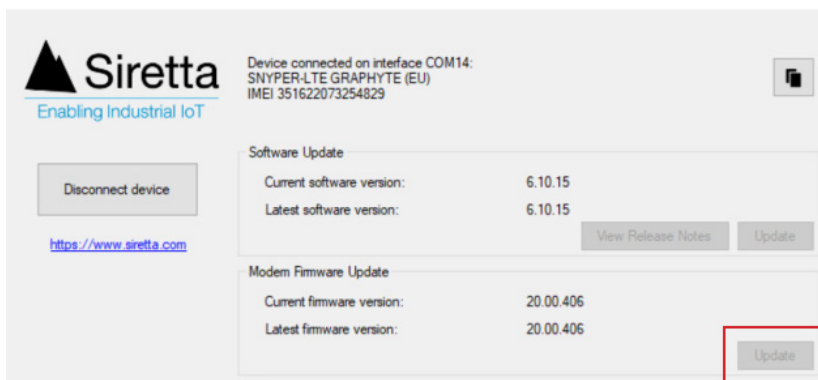 Siretta
Enabling Industrial IoT
Device connected on interface COM14:
SNYPER-LTE GRAPHYTE (EU)
IMEI 351622073254829
Disconnect device
https://www.siretta.com
Software Update
Current software version: 6.10.15
Latest software version: 6.10.15
View Release Notes Update
Modem Firmware Update
Current firmware version: 20.00.406
Latest firmware version: 20.00.406
Update